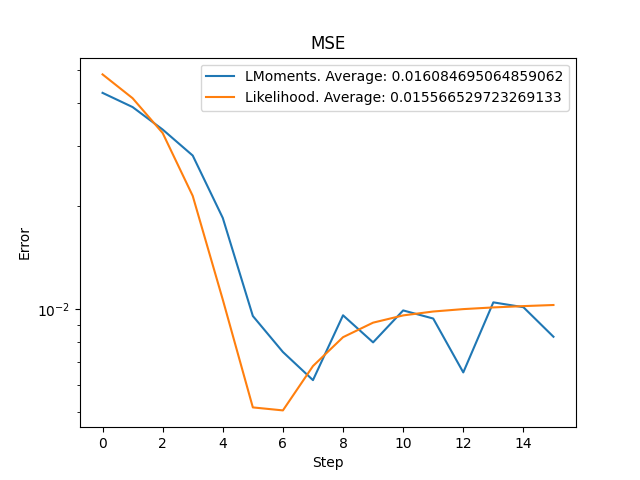 MSE
LMoments. Average: 0.016084695064859062
Likelihood. Average: 0.015566529723269133
Error
10⁻²
0 2 4 6 8 10 12 14
Step